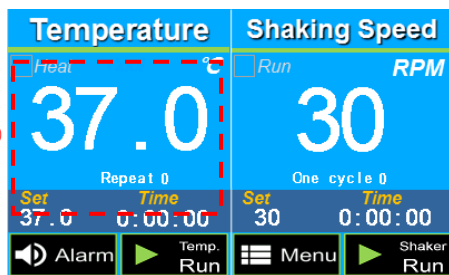 Temperature
Shaking Speed
Heat
°C
Run
RPM
37.0
30
Repeat 0
One cycle 0
Set
Time
Set
Time
37.0
0:00:00
30
0:00:00
Alarm
Temp.
Run
Menu
Shaker
Run